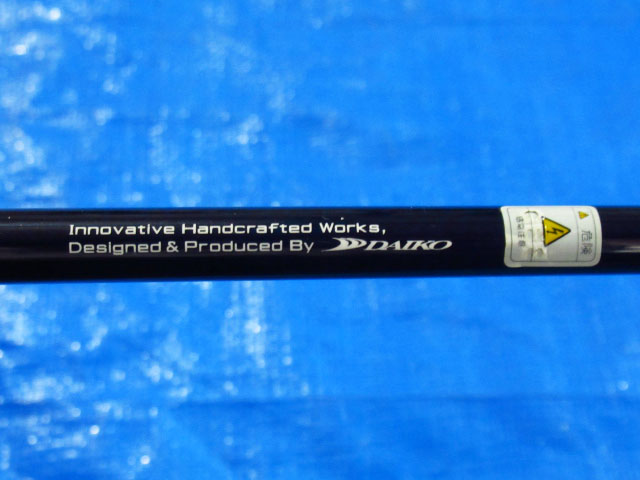 Innovative Handcrafted Works,
Designed & Produced By DAIKO
危険